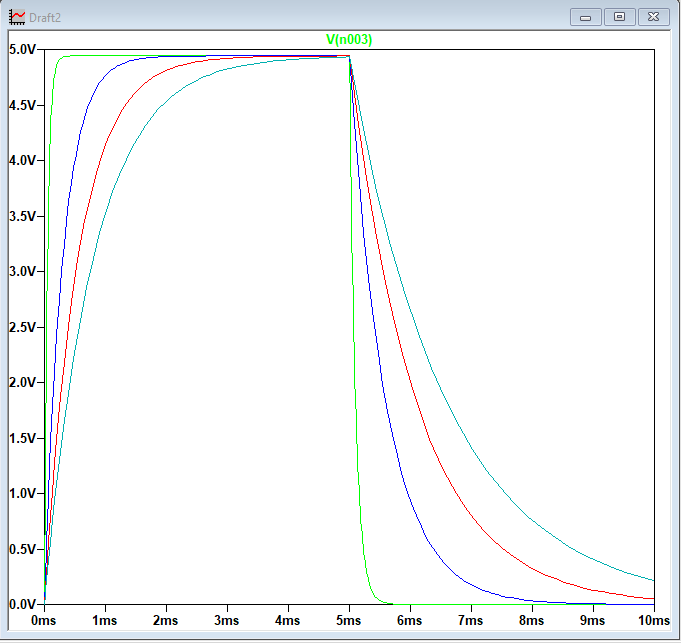 Draft2
V(n003)
5.0V
4.5V
4.0V
3.5V
3.0V
2.5V
2.0V
1.5V
1.0V
0.5V
0.0V
0ms 1ms 2ms 3ms 4ms 5ms 6ms 7ms 8ms 9ms 10ms